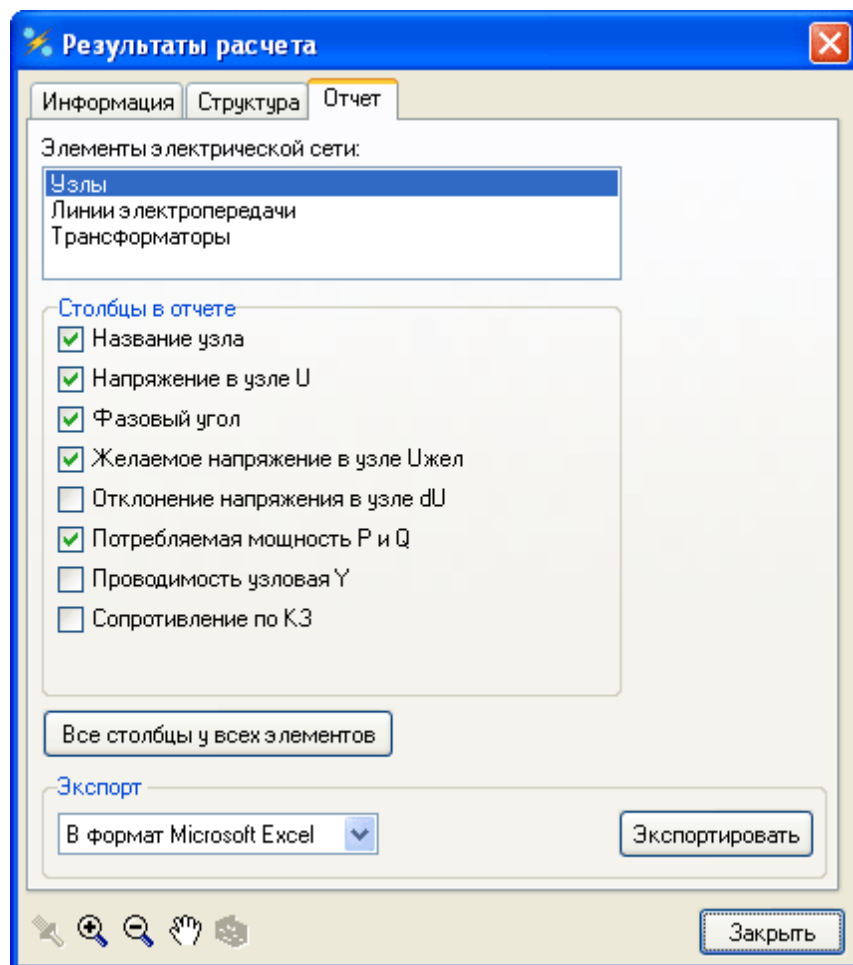 Результаты расчета
Информация Структура Отчет
Элементы электрической сети:
Узлы
Линии электропередачи
Трансформаторы
Столбцы в отчете
Название узла
Напряжение в узле U
Фазовый угол
Желаемое напряжение в узле Uжел
Отклонение напряжения в узле dU
Потребляемая мощность P и Q
Проводимость узловая Y
Сопротивление по КЗ
Все столбцы у всех элементов
Экспорт
В формат Microsoft Excel Экспортировать
Закрыть